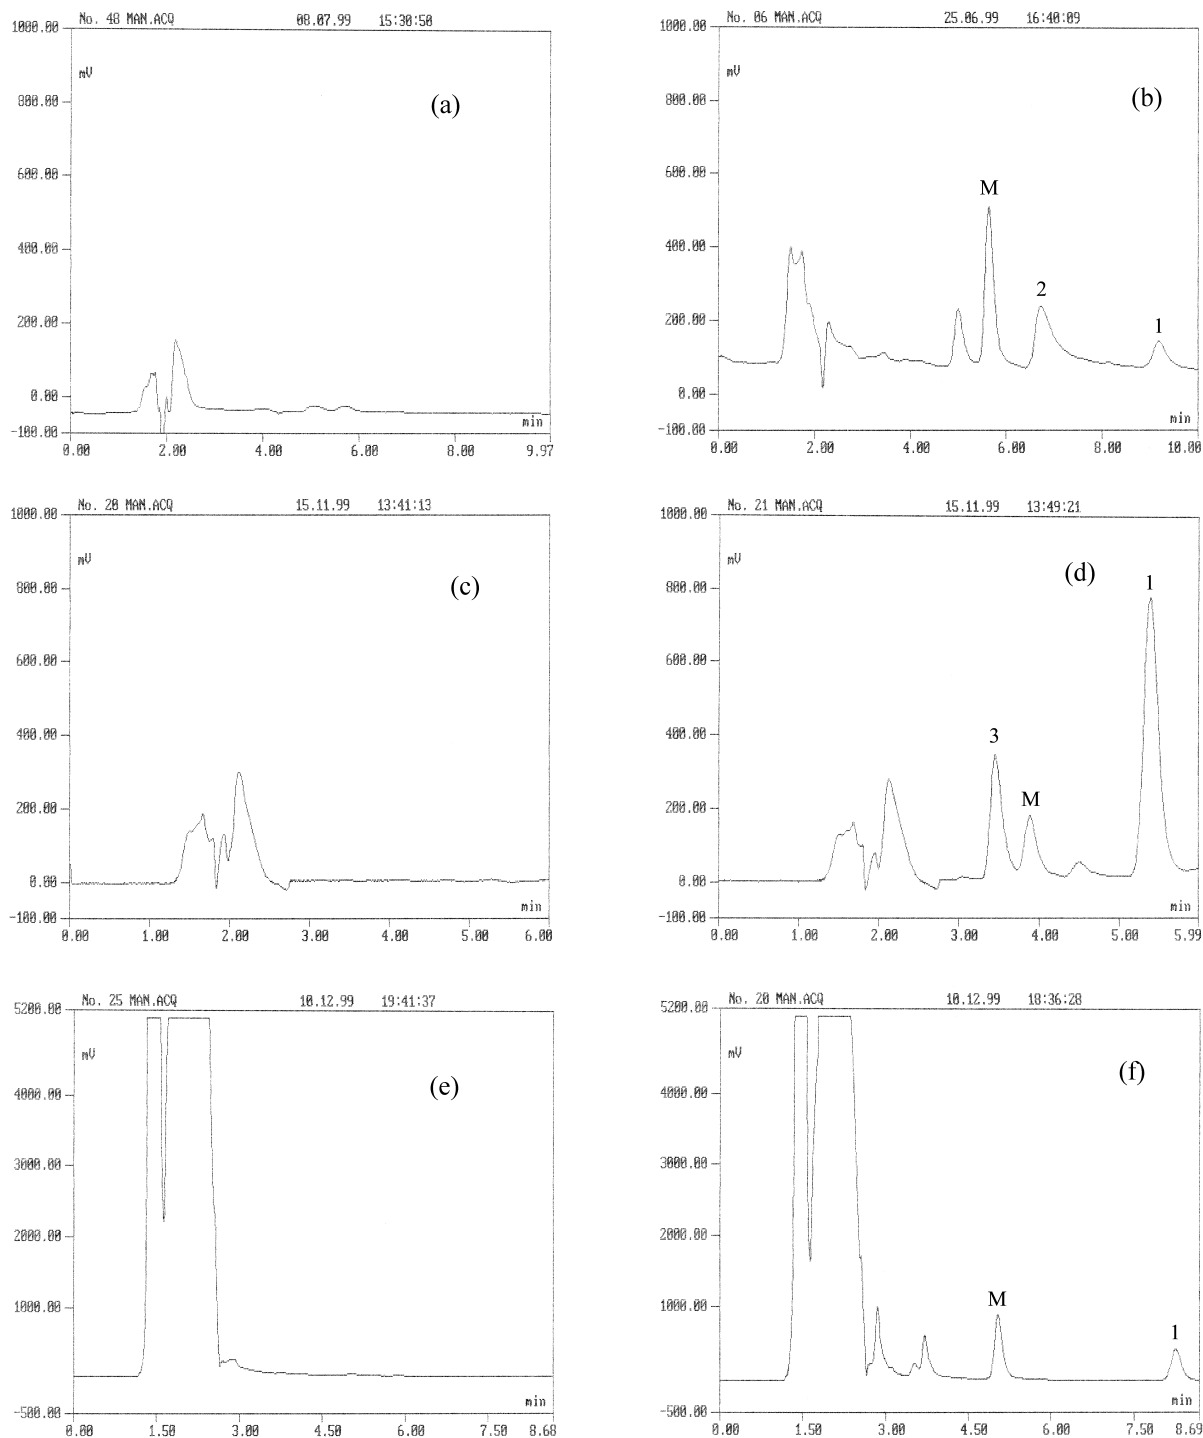 No. 48 MAN.ACQ 08.07.99 15:30:50
1000.00
mV
800.00
(a)
600.00
400.00
200.00
0.00
min
-100.00
0.00 2.00 4.00 6.00 8.00 9.97
No. 06 MAN.ACQ 25.06.99 16:40:09
1000.00
mV
800.00
(b)
600.00
M
400.00
2
200.00
1
0.00
min
-100.00
0.00 2.00 4.00 6.00 8.00 10.00
No. 20 MAN.ACQ 15.11.99 13:41:13
1000.00
mV
800.00
(c)
600.00
400.00
200.00
0.00
min
-100.00
0.00 1.00 2.00 3.00 4.00 5.00 6.00
No. 21 MAN.ACQ 15.11.99 13:49:21
1000.00
mV
(d)
800.00
1
600.00
400.00
3
200.00
M
0.00
min
-100.00
0.00 1.00 2.00 3.00 4.00 5.00 5.99
No. 25 MAN.ACQ 10.12.99 19:41:37
5200.00
mV
(e)
4000.00
3000.00
2000.00
1000.00
min
-500.00
0.00 1.50 3.00 4.50 6.00 7.50 8.68
No. 20 MAN.ACQ 10.12.99 18:36:28
5200.00
mV
(f)
4000.00
3000.00
2000.00
1000.00
M
1
min
-500.00
0.00 1.50 3.00 4.50 6.00 7.50 8.69